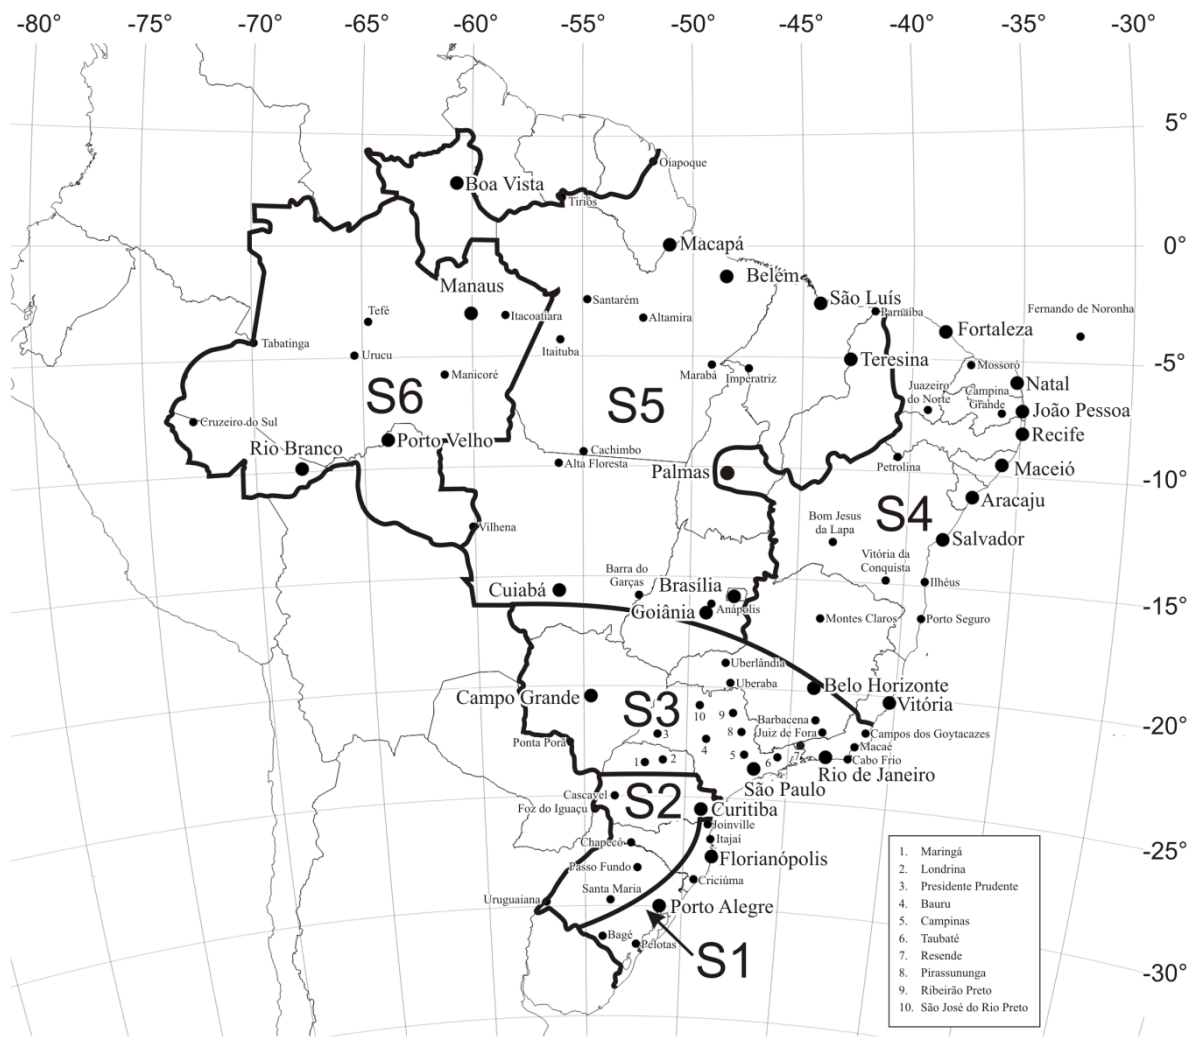 -80° -75° -70° -65° -60° -55° -50° -45° -40° -35° -30°
5°
Oiapoque
Boa Vista
Tiriós
0°
Macapá
Belém
Manaus
São Luís
Santarém
Parnaíba
Fernando de Noronha
Tefé
Itacoatiara
Altamira
Fortaleza
Tabatinga
Urucu
Itaituba
Teresina
-5°
Manicoré
Marabá
Imperatriz
Mossoró
Natal
S6
S5
Juazeiro
do Norte
Campina
Grande
João Pessoa
Cruzeiro do Sul
Porto Velho
Recife
Rio Branco
Cachimbo
Alta Floresta
Palmas
Petrolina
Maceió
-10°
Aracaju
S4
Vilhena
Bom Jesus
da Lapa
Salvador
Vitória da
Conquista
Cuiabá
Barra do
Garças
Brasília
Ilhéus
Goiânia
Anápolis
-15°
Montes Claros
Porto Seguro
Uberlândia
Uberaba
Belo Horizonte
Campo Grande
Vitória
S3
10
9
Barbacena
-20°
3
8
Juiz de Fora
Campos dos Goytacazes
Ponta Porã
4
7
Macaé
1
2
5
6
Cabo Frio
Rio de Janeiro
São Paulo
Cascavel
S2
Foz do Iguaçu
Curitiba
Joinville
Itajaí
Chapecó
-25°
Florianópolis
Passo Fundo
Criciúma
Santa Maria
Uruguaiana
Porto Alegre
Bagé
Pelotas
S1
-30°
1. Maringá
2. Londrina
3. Presidente Prudente
4. Bauru
5. Campinas
6. Taubaté
7. Resende
8. Pirassununga
9. Ribeirão Preto
10. São José do Rio Preto